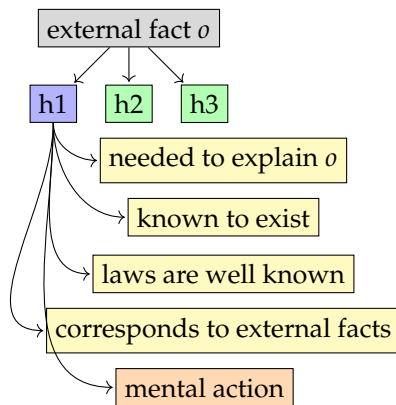 external fact o
h1 h2 h3
needed to explain o
known to exist
laws are well known
corresponds to external facts
mental action